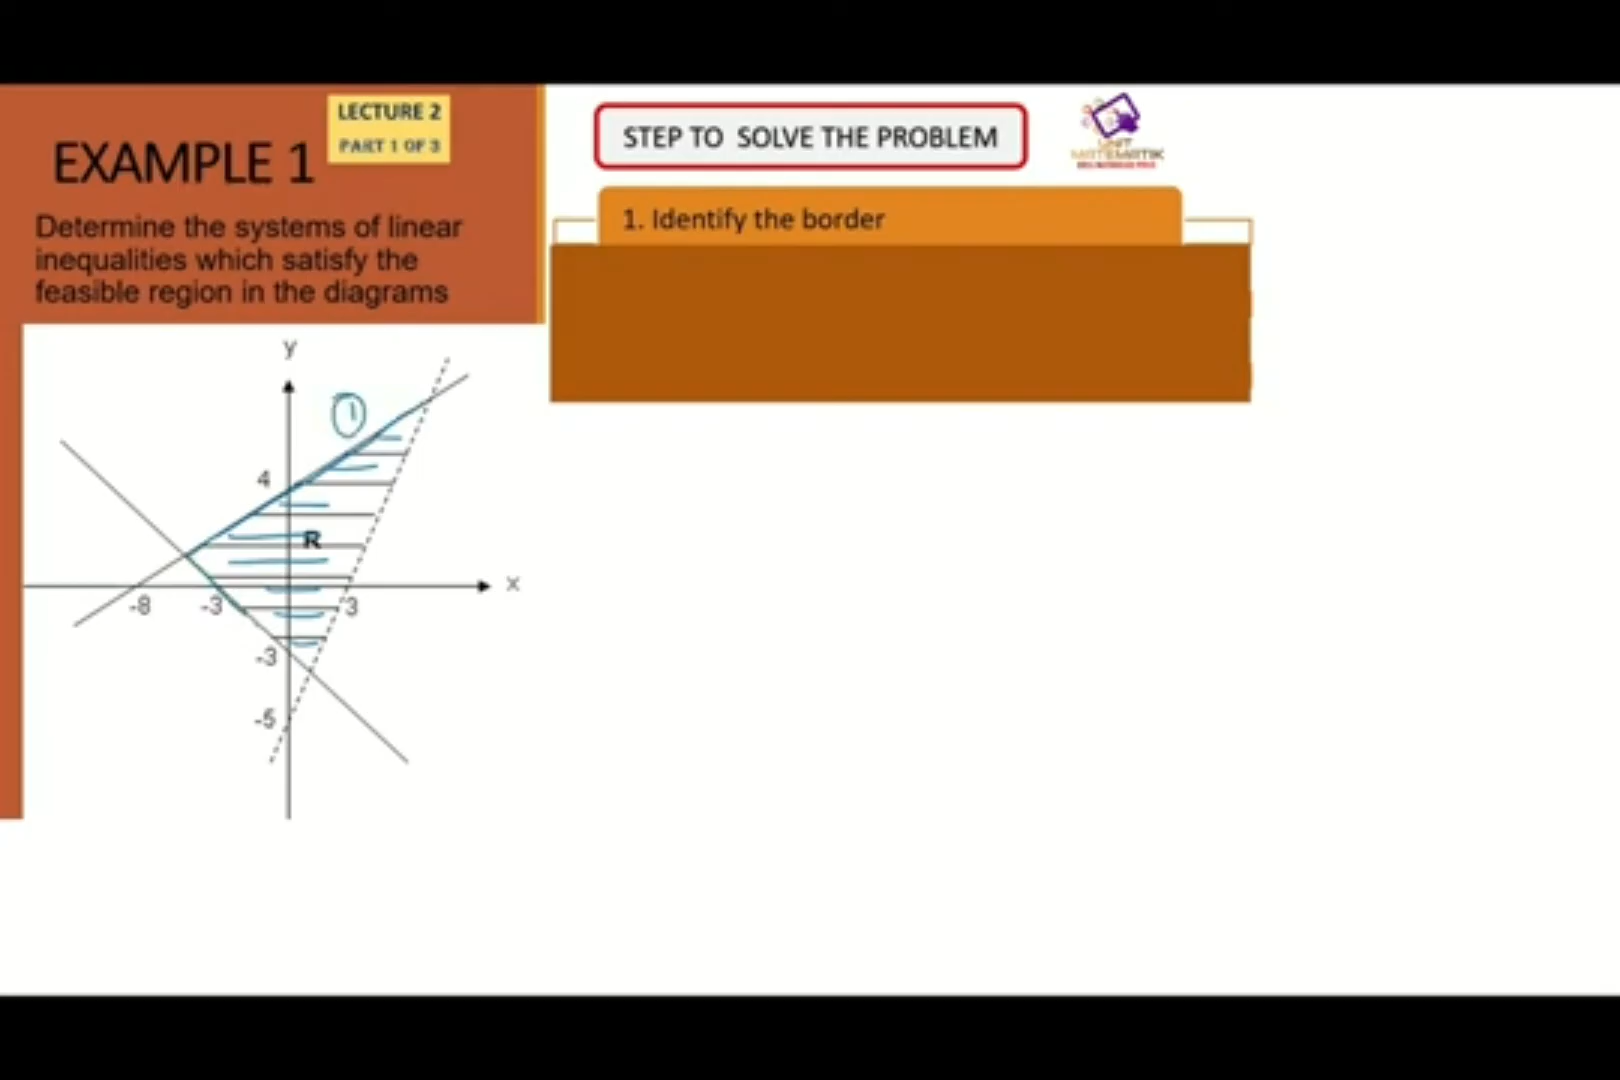 LECTURE 2
PART 1 OF 3
EXAMPLE 1
Determine the systems of linear
inequalities which satisfy the
feasible region in the diagrams
STEP TO SOLVE THE PROBLEM
UNIT
MATEMATIK
1. Identify the border
y
1
4
R
x
-8
-3
3
-3
-5